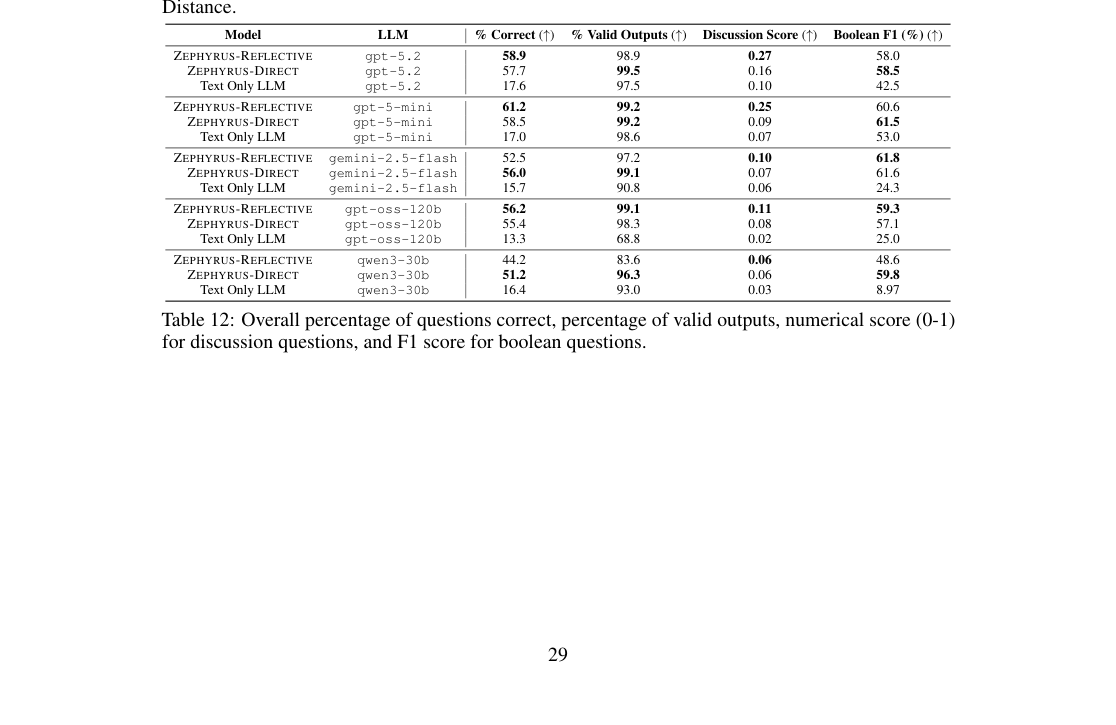 Distance.
Model LLM % Correct (↑) % Valid Outputs (↑) Discussion Score (↑) Boolean F1 (%) (↑)
ZEPHYRUS-REFLECTIVE gpt-5.2 58.9 98.9 0.27 58.0
ZEPHYRUS-DIRECT gpt-5.2 57.7 99.5 0.16 58.5
Text Only LLM gpt-5.2 17.6 97.5 0.10 42.5
ZEPHYRUS-REFLECTIVE gpt-5-mini 61.2 99.2 0.25 60.6
ZEPHYRUS-DIRECT gpt-5-mini 58.5 99.2 0.09 61.5
Text Only LLM gpt-5-mini 17.0 98.6 0.07 53.0
ZEPHYRUS-REFLECTIVE gemini-2.5-flash 52.5 97.2 0.10 61.8
ZEPHYRUS-DIRECT gemini-2.5-flash 56.0 99.1 0.07 61.6
Text Only LLM gemini-2.5-flash 15.7 90.8 0.06 24.3
ZEPHYRUS-REFLECTIVE gpt-oss-120b 56.2 99.1 0.11 59.3
ZEPHYRUS-DIRECT gpt-oss-120b 55.4 98.3 0.08 57.1
Text Only LLM gpt-oss-120b 13.3 68.8 0.02 25.0
ZEPHYRUS-REFLECTIVE qwen3-30b 44.2 83.6 0.06 48.6
ZEPHYRUS-DIRECT qwen3-30b 51.2 96.3 0.06 59.8
Text Only LLM qwen3-30b 16.4 93.0 0.03 8.97
Table 12: Overall percentage of questions correct, percentage of valid outputs, numerical score (0-1)
for discussion questions, and F1 score for boolean questions.
29